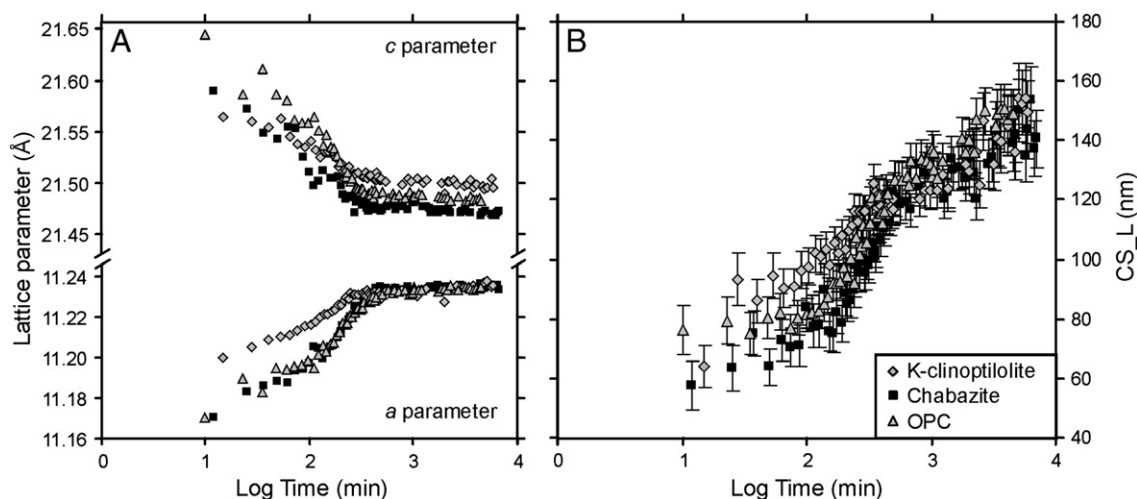 A
c parameter
21.65
21.60
21.55
21.50
21.45
11.24
11.22
11.20
11.18
11.16
Lattice parameter (Å)
a parameter
0 1 2 3 4
Log Time (min)
B
180
160
140
120
100
80
60
40
CS_L (nm)
K-clinoptilolite
Chabazite
OPC
0 1 2 3 4
Log Time (min)